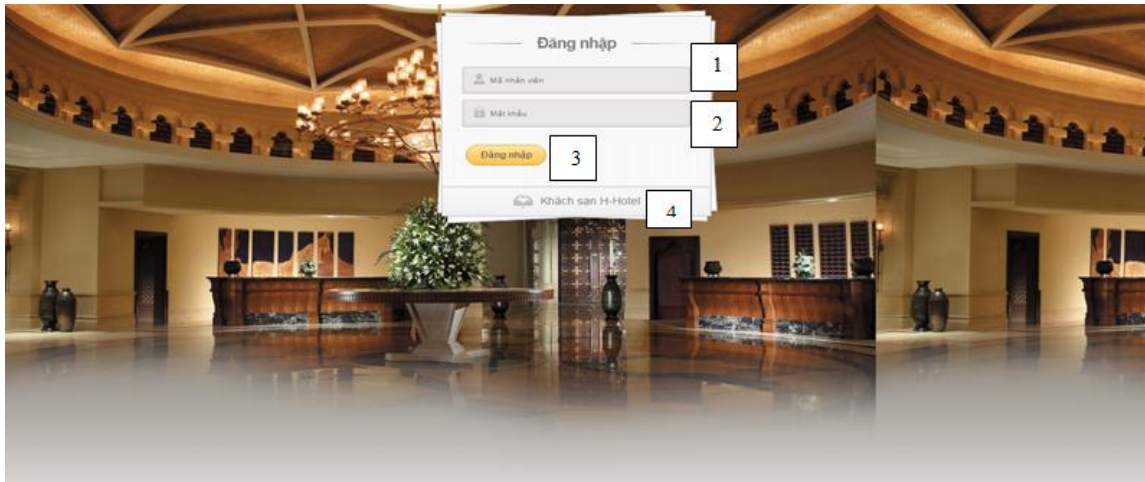 Đăng nhập
1
Mã nhân viên
2
Mật khẩu
Đăng nhập
3
Khách sạn H-Hotel
4